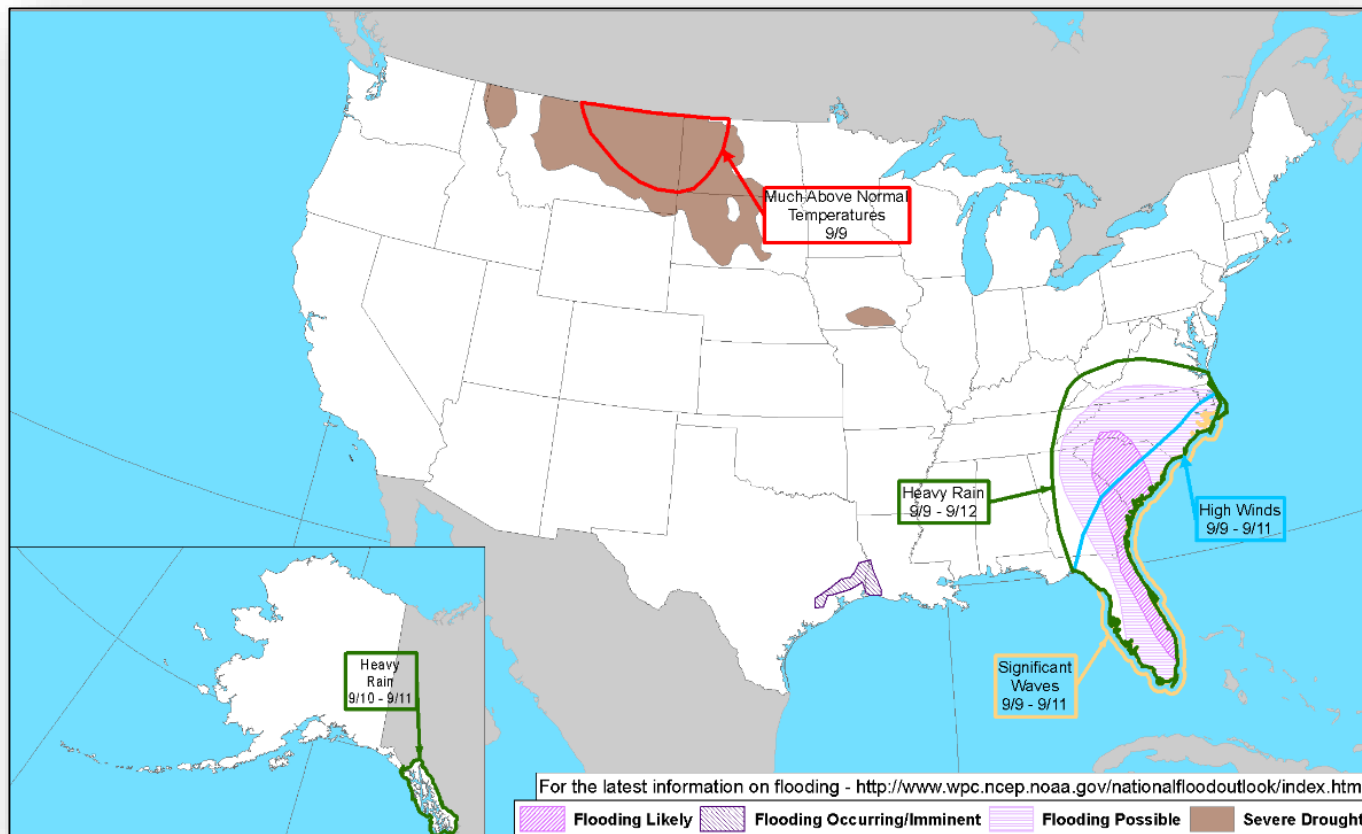 Much Above Normal
Temperatures
9/9
Heavy Rain
9/9 - 9/12
High Winds
9/9 - 9/11
Heavy
Rain
9/10 - 9/11
Significant
Waves
9/9 - 9/11
For the latest information on flooding - http://www.wpc.ncep.noaa.gov/nationalfloodoutlook/index.htm
Flooding Likely Flooding Occurring/Imminent Flooding Possible Severe Drought